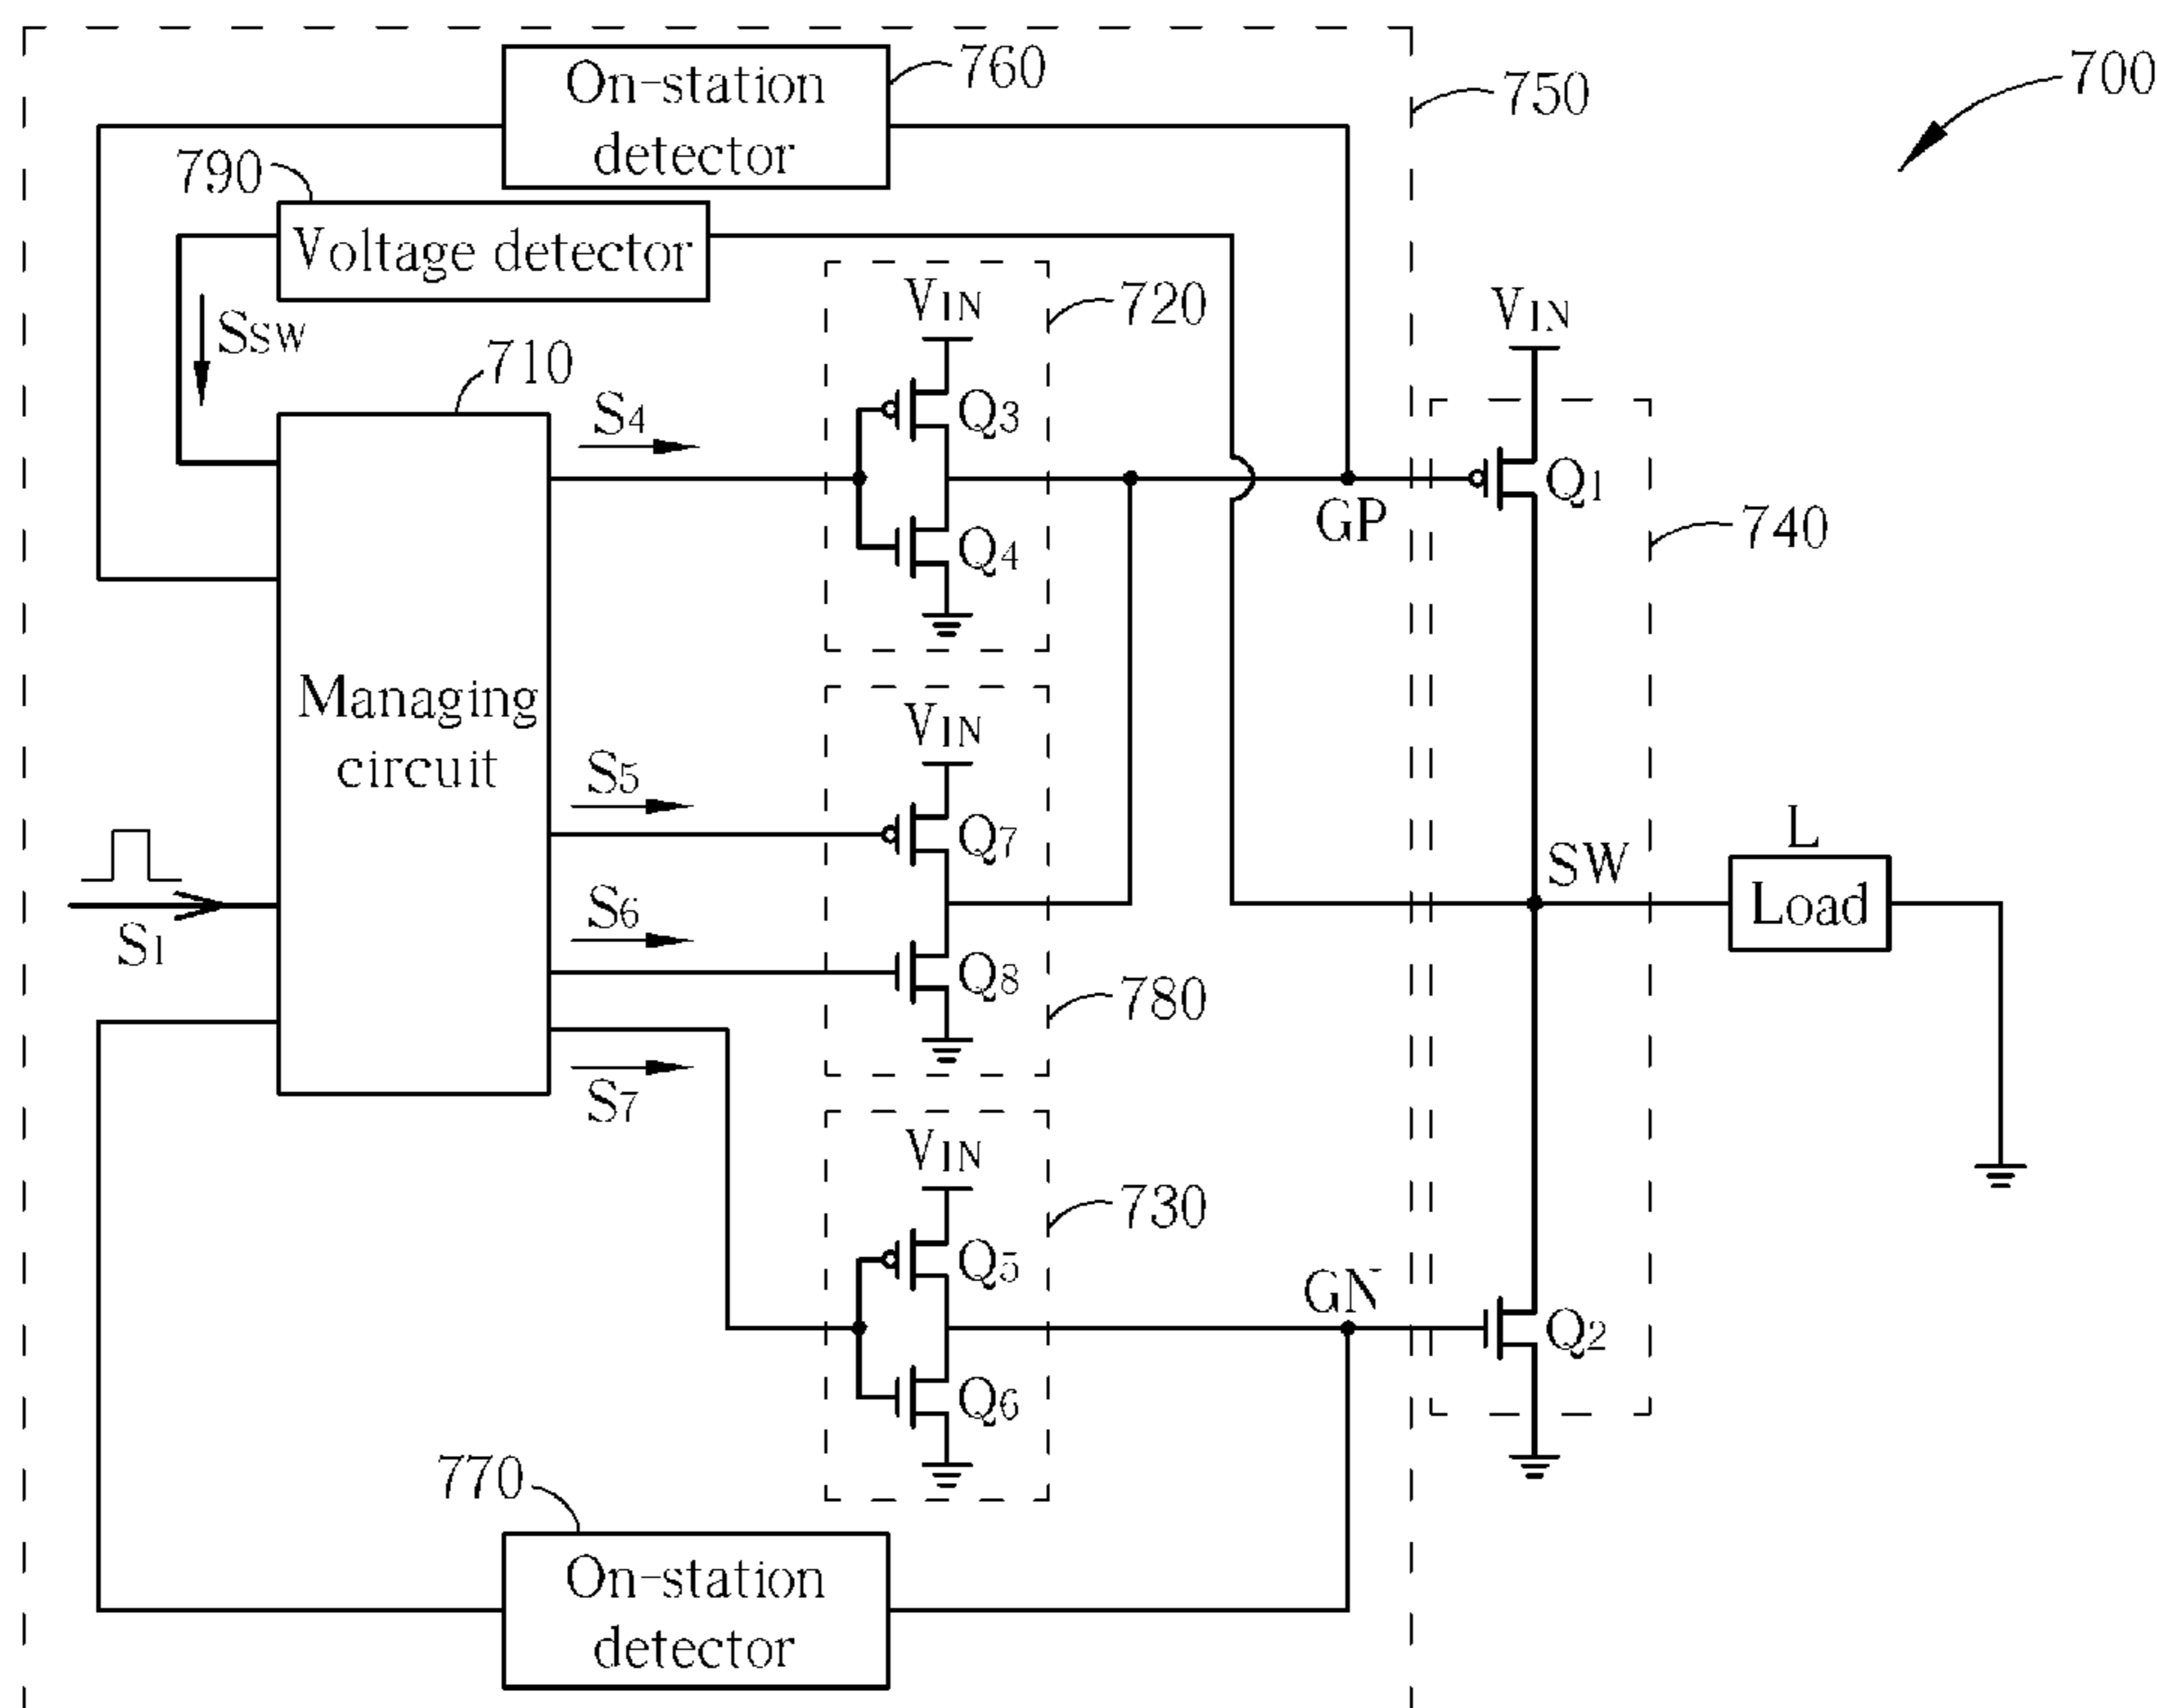 On-station
detector
760
750
700
790
Voltage detector
SSW
710
VIN
720
VIN
S4
Q3
Q4
GP
Q1
740
Managing
circuit
VIN
S5
Q7
S6
Q8
780
S1
S7
SW
L
Load
VIN
730
Q5
Q6
GN
Q2
770
On-station
detector